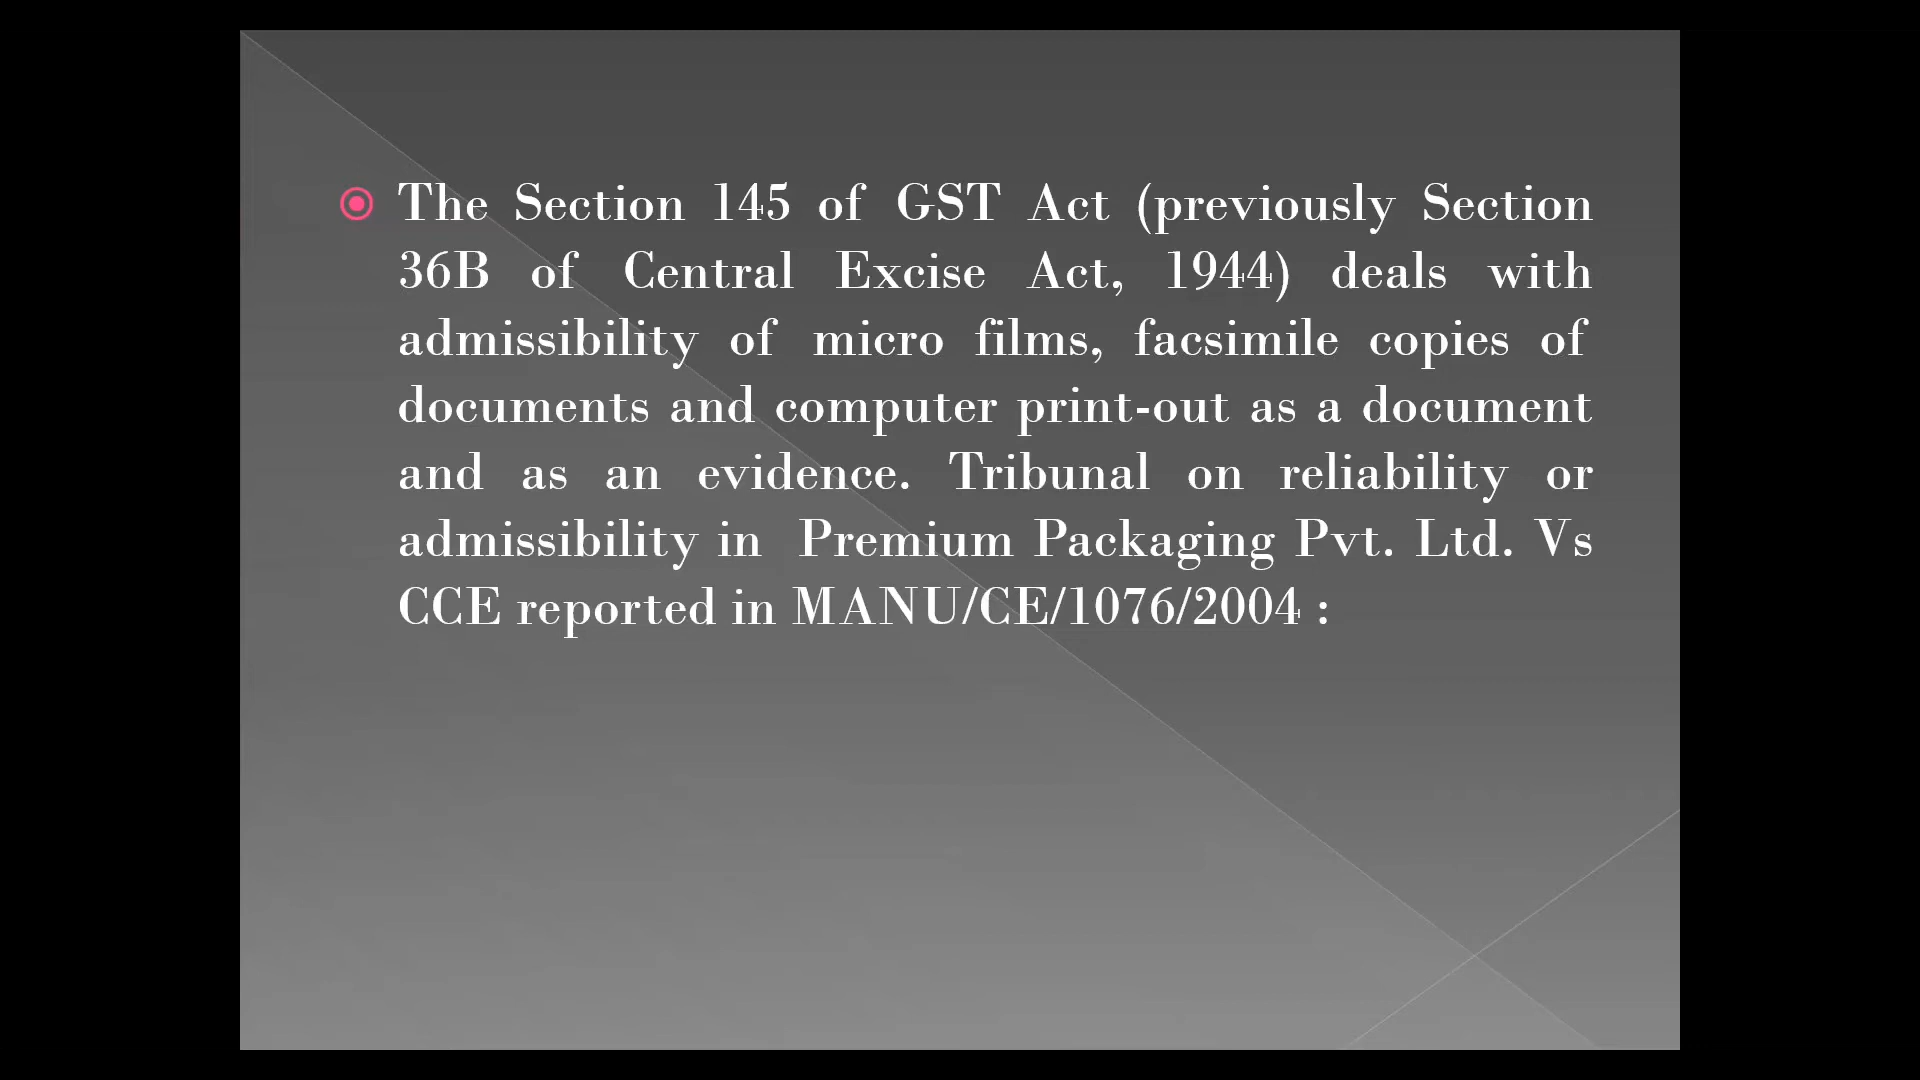 The Section 145 of GST Act (previously Section
36B of Central Excise Act, 1944) deals with
admissibility of micro films, facsimile copies of
documents and computer print-out as a document
and as an evidence. Tribunal on reliability or
admissibility in Premium Packaging Pvt. Ltd. Vs
CCE reported in MANU/CE/1076/2004 :